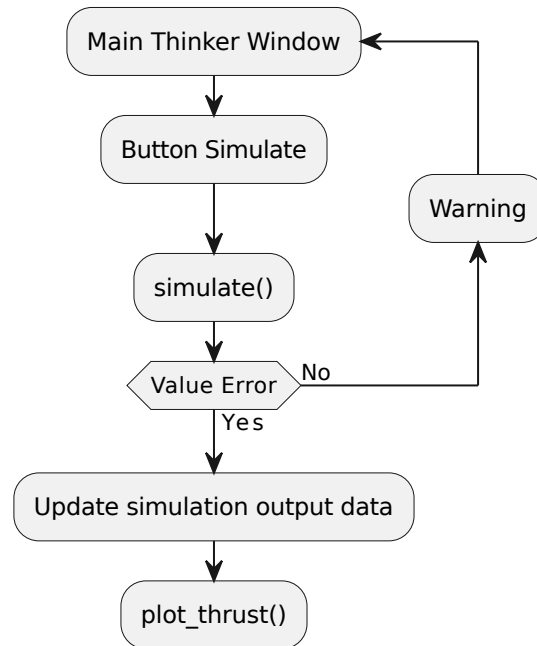 Main Thinker Window
Button Simulate
Warning
simulate()
Value Error
No
Yes
Update simulation output data
plot_thrust()